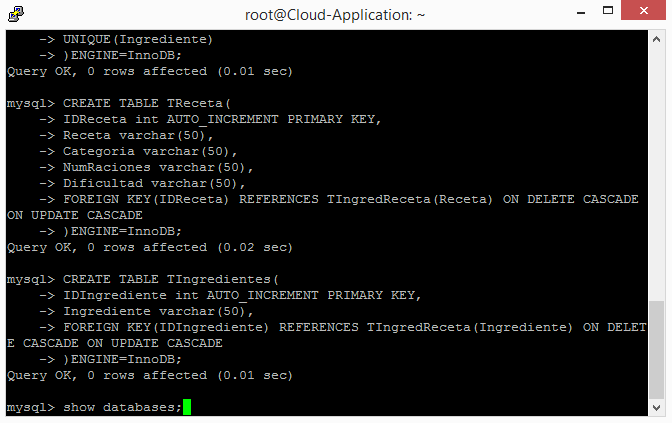 root@Cloud-Application: ~
-> UNIQUE(Ingrediente)
-> )ENGINE=InnoDB;
Query OK, 0 rows affected (0.01 sec)
mysql> CREATE TABLE TReceta(
-> IDReceta int AUTO_INCREMENT PRIMARY KEY,
-> Receta varchar(50),
-> Categoria varchar(50),
-> NumRaciones varchar(50),
-> Dificultad varchar(50),
-> FOREIGN KEY(IDReceta) REFERENCES TIngredReceta(Receta) ON DELETE CASCADE
ON UPDATE CASCADE
-> )ENGINE=InnoDB;
Query OK, 0 rows affected (0.02 sec)
mysql> CREATE TABLE TIngredientes(
-> IDIngrediente int AUTO_INCREMENT PRIMARY KEY,
-> Ingrediente varchar(50),
-> FOREIGN KEY(IDIngrediente) REFERENCES TIngredReceta(Ingrediente) ON DELET
E CASCADE ON UPDATE CASCADE
-> )ENGINE=InnoDB;
Query OK, 0 rows affected (0.01 sec)
mysql> show databases;